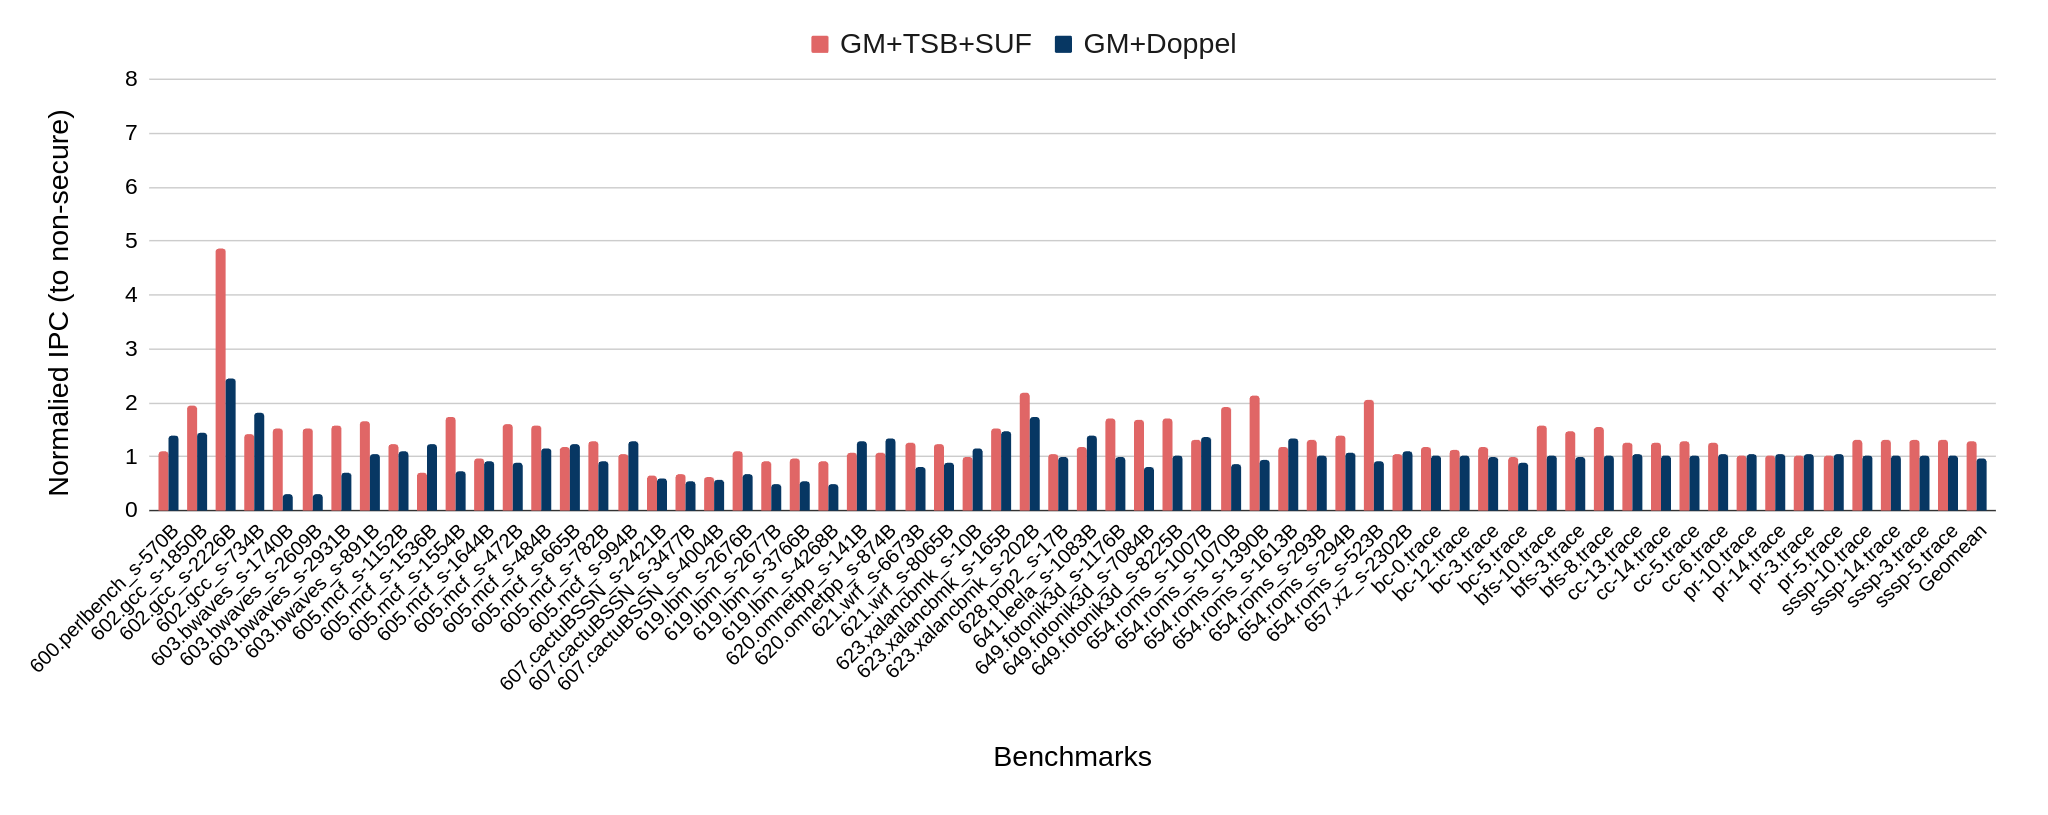 GM+TSB+SUF GM+Doppel
Normalied IPC (to non-secure)
8
7
6
5
4
3
2
1
0
600.perlbench_s-570B
602.gcc_s-1850B
602.gcc_s-2226B
602.gcc_s-734B
603.bwaves_s-1740B
603.bwaves_s-2609B
603.bwaves_s-2931B
603.bwaves_s-891B
605.mcf_s-1152B
605.mcf_s-1536B
605.mcf_s-1554B
605.mcf_s-1644B
605.mcf_s-472B
605.mcf_s-484B
605.mcf_s-665B
605.mcf_s-782B
605.mcf_s-994B
607.cactuBSSN_s-2421B
607.cactuBSSN_s-3477B
607.cactuBSSN_s-4004B
619.lbm_s-2676B
619.lbm_s-2677B
619.lbm_s-3766B
619.lbm_s-4268B
620.omnetpp_s-141B
620.omnetpp_s-874B
621.wrf_s-6673B
621.wrf_s-8065B
623.xalancbmk_s-10B
623.xalancbmk_s-165B
623.xalancbmk_s-202B
628.pop2_s-17B
641.leela_s-1083B
649.fotonik3d_s-1176B
649.fotonik3d_s-7084B
649.fotonik3d_s-8225B
654.roms_s-1007B
654.roms_s-1070B
654.roms_s-1390B
654.roms_s-1613B
654.roms_s-293B
654.roms_s-294B
654.roms_s-523B
657.xz_s-2302B
bc-0.trace
bc-12.trace
bc-3.trace
bc-5.trace
bfs-10.trace
bfs-3.trace
bfs-8.trace
cc-13.trace
cc-14.trace
cc-5.trace
cc-6.trace
pr-10.trace
pr-14.trace
pr-3.trace
pr-5.trace
sssp-10.trace
sssp-14.trace
sssp-3.trace
sssp-5.trace
Geomean
Benchmarks